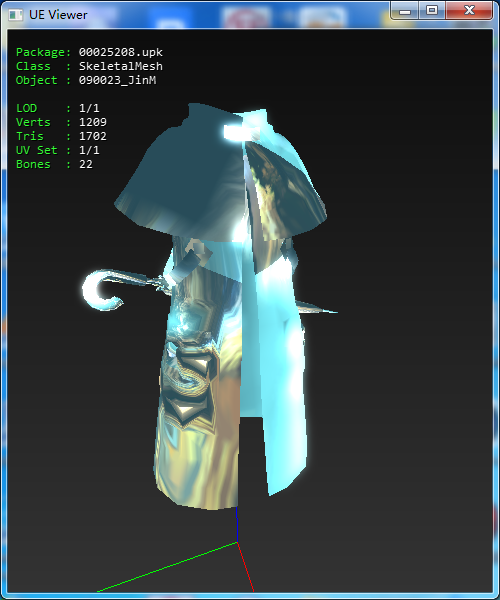 UE Viewer
Package: 00025208.upk
Class : SkeletalMesh
Object : 090023_JinM
LOD : 1/1
Verts : 1209
Tris : 1702
UV Set : 1/1
Bones : 22